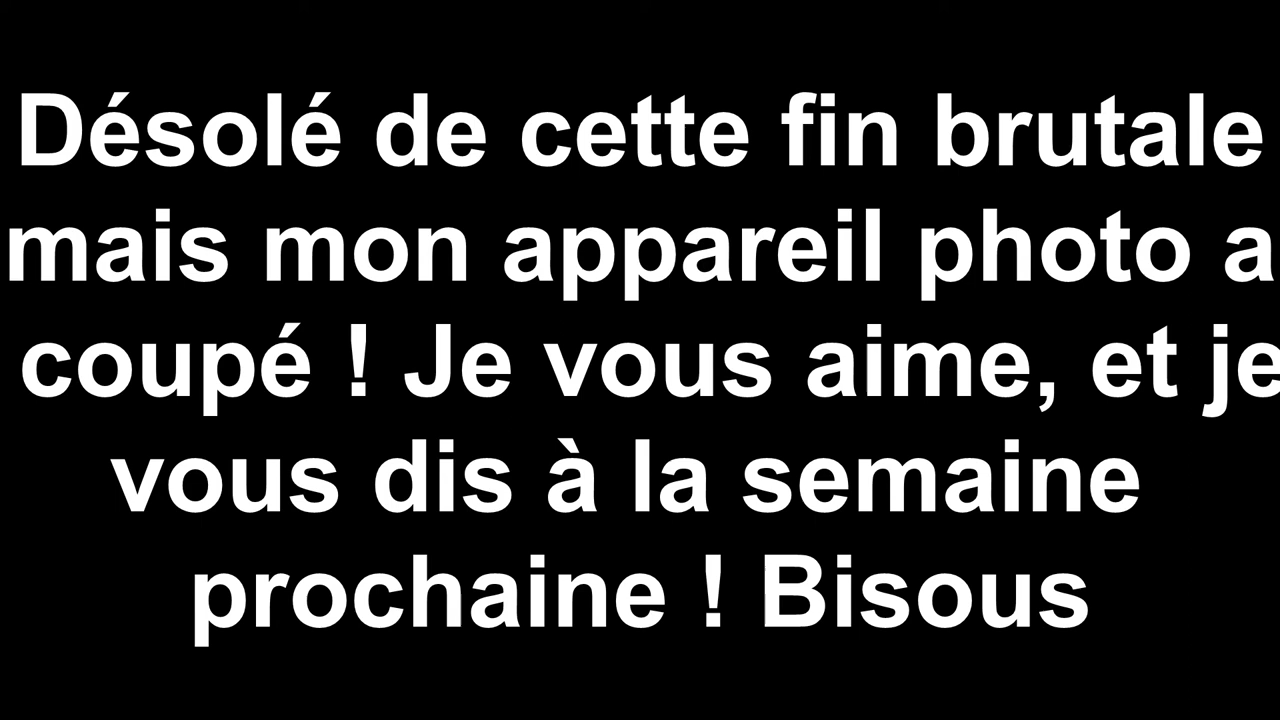 Désolé de cette fin brutale
mais mon appareil photo a
coupé ! Je vous aime, et je
vous dis à la semaine
prochaine ! Bisous